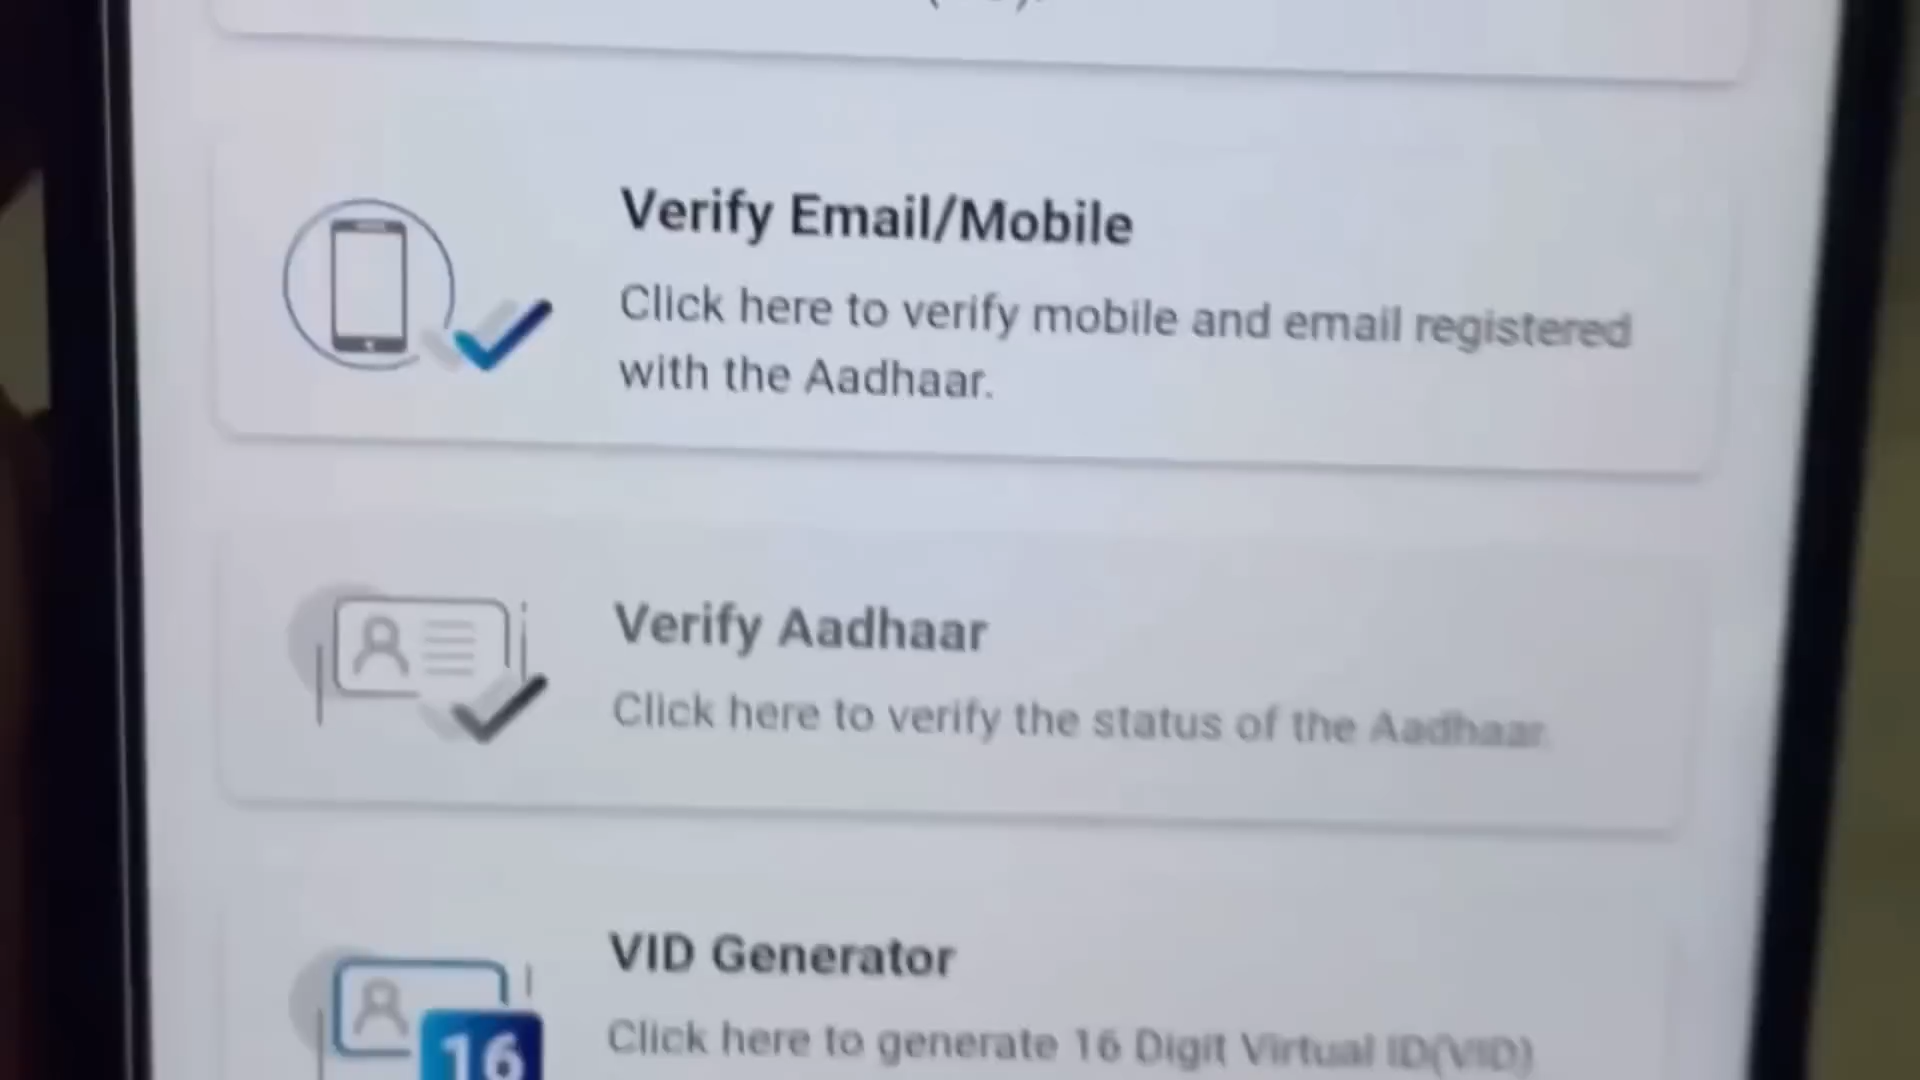 Verify Email/Mobile
Click here to verify mobile and email registered
with the Aadhaar.
Verify Aadhaar
Click here to verify the status of the Aadhaar.
VID Generator
16
Click here to generate 16 Digit Virtual ID(VID)